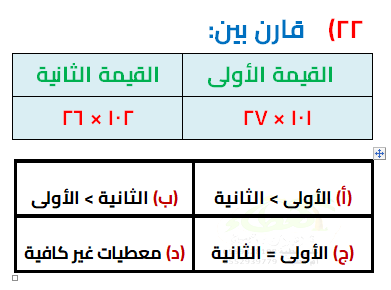 ٢٢) قارن بين:
القيمة الأولى القيمة الثانية
١٠١ × ٢٧ ١٠٢ × ٢٦
(أ) الأولى > الثانية (ب) الثانية > الأولى
(ج) الأولى = الثانية (د) معطيات غير كافية